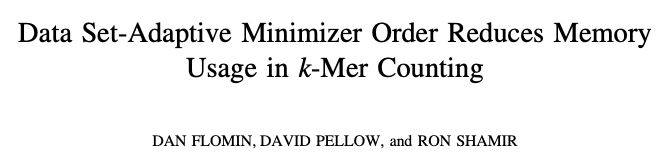 Data Set-Adaptive Minimizer Order Reduces Memory
Usage in k-Mer Counting
DAN FLOMIN, DAVID PELLOW, and RON SHAMIR